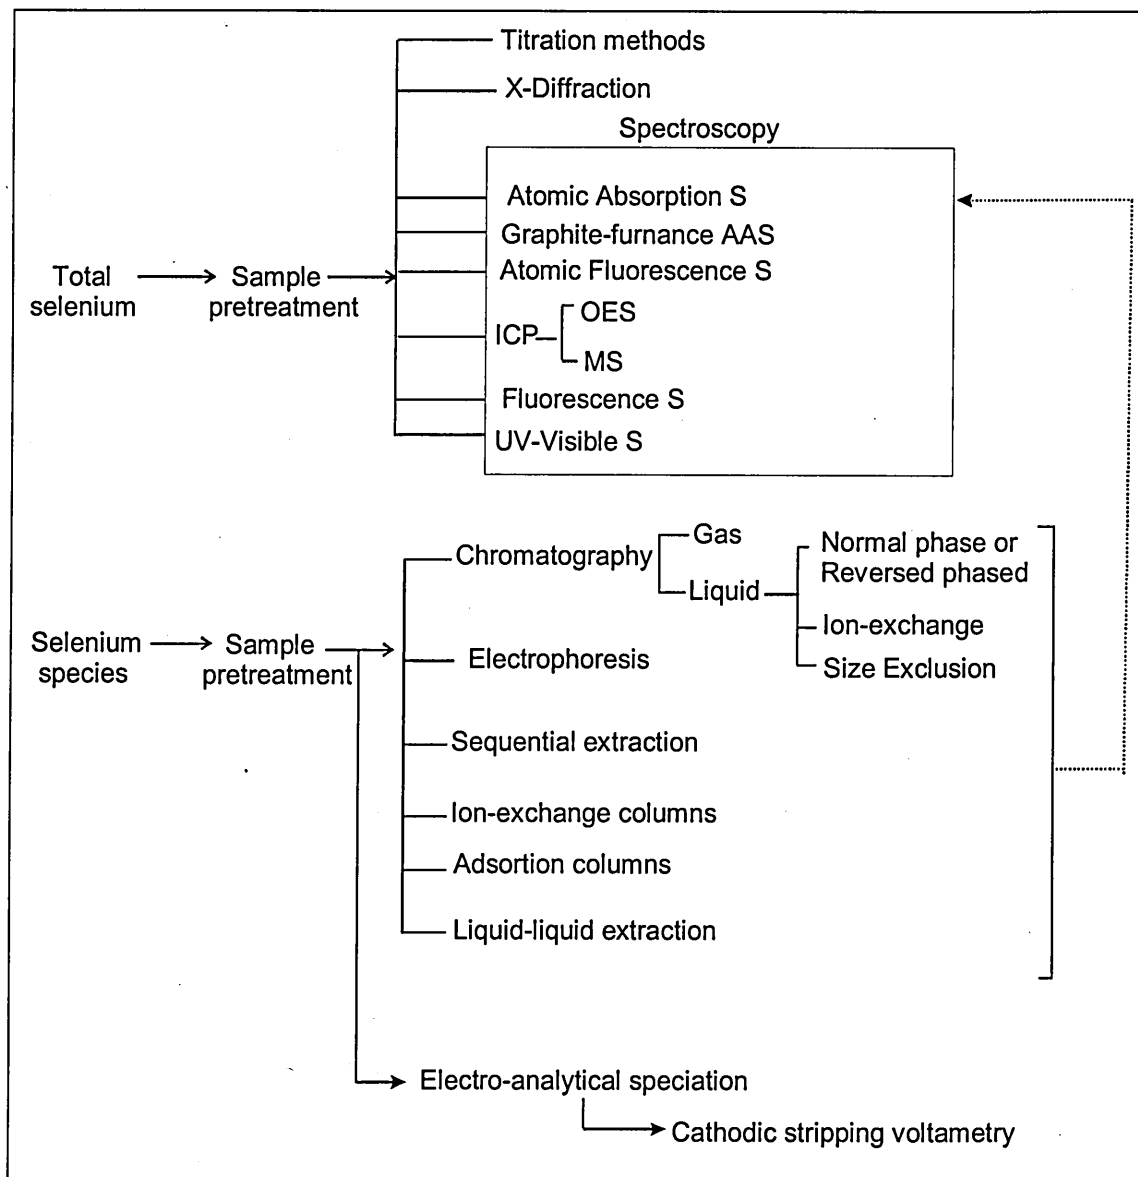 Titration methods
X-Diffraction
Spectroscopy
Atomic Absorption S
Graphite-furnance AAS
Atomic Fluorescence S
ICP
OES
MS
Fluorescence S
UV-Visible S
Total
selenium
Sample
pretreatment
Chromatography
Gas
Liquid
Normal phase or
Reversed phased
Ion-exchange
Size Exclusion
Selenium
species
Sample
pretreatment
Electrophoresis
Sequential extraction
Ion-exchange columns
Adsortion columns
Liquid-liquid extraction
Electro-analytical speciation
Cathodic stripping voltametry